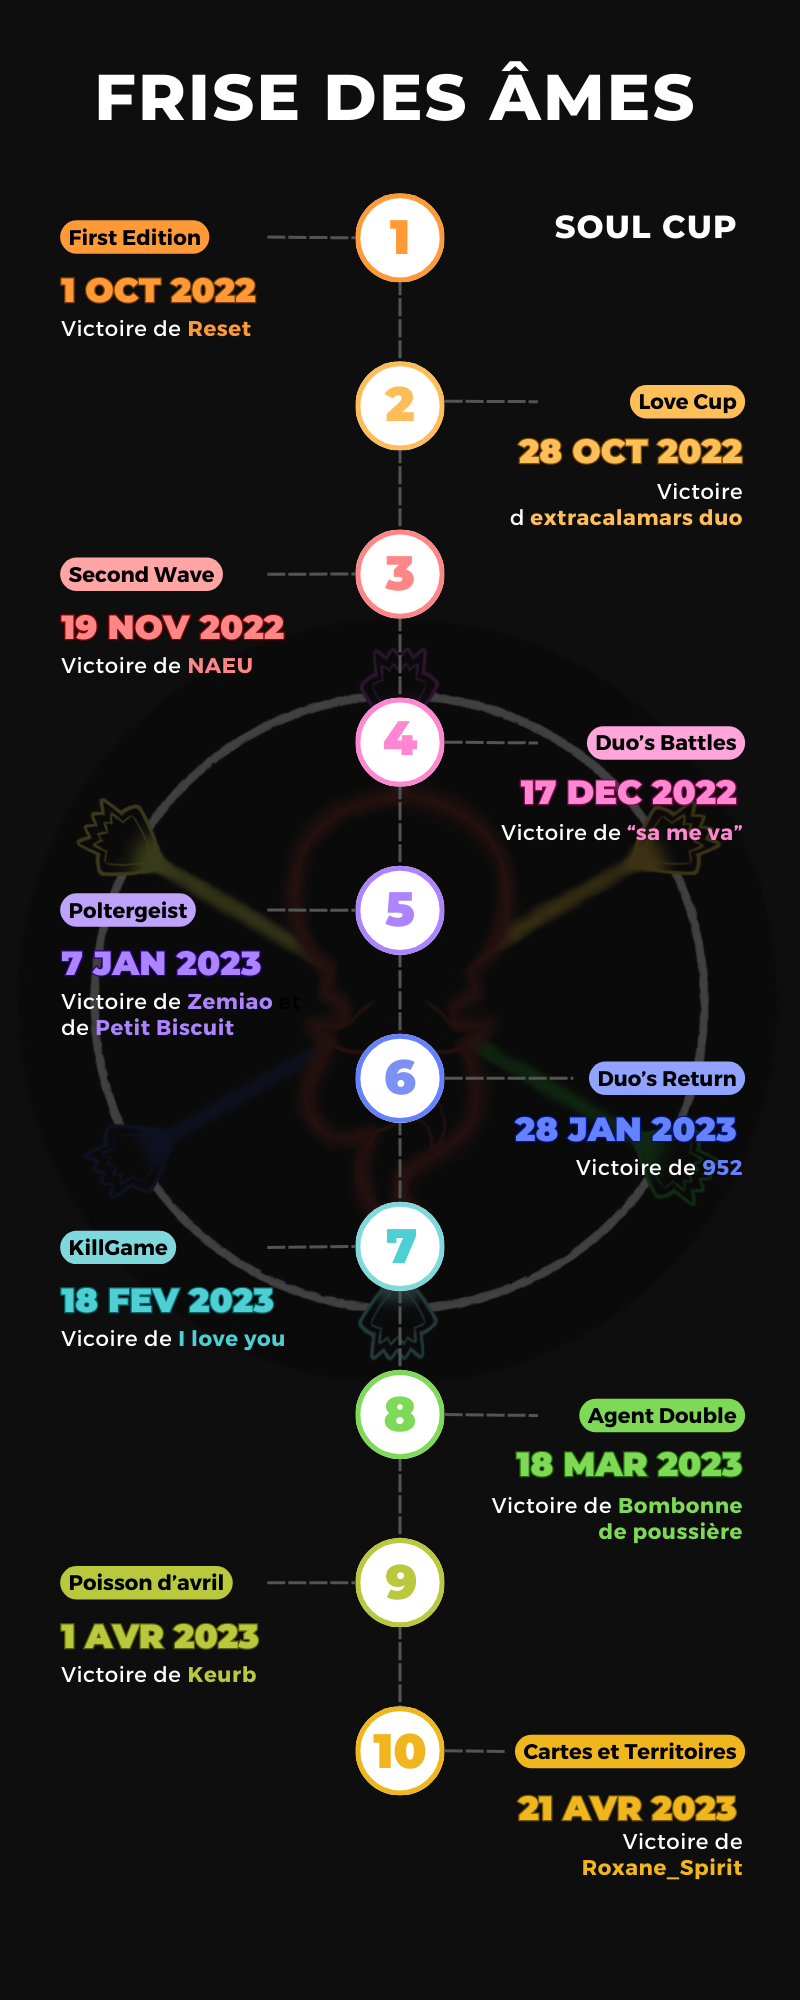 FRISE DES ÂMES
SOUL CUP
1
First Edition
1 OCT 2022
Victoire de Reset
2
Love Cup
28 OCT 2022
Victoire
d extracalamars duo
3
Second Wave
19 NOV 2022
Victoire de NAEU
4
Duo's Battles
17 DEC 2022
Victoire de “sa me va”
5
Poltergeist
7 JAN 2023
Victoire de Zemiao et
de Petit Biscuit
6
Duo's Return
28 JAN 2023
Victoire de 952
7
KillGame
18 FEV 2023
Vicoire de I love you
8
Agent Double
18 MAR 2023
Victoire de Bombonne
de poussière
9
Poisson d'avril
1 AVR 2023
Victoire de Keurb
10
Cartes et Territoires
21 AVR 2023
Victoire de
Roxane_Spirit